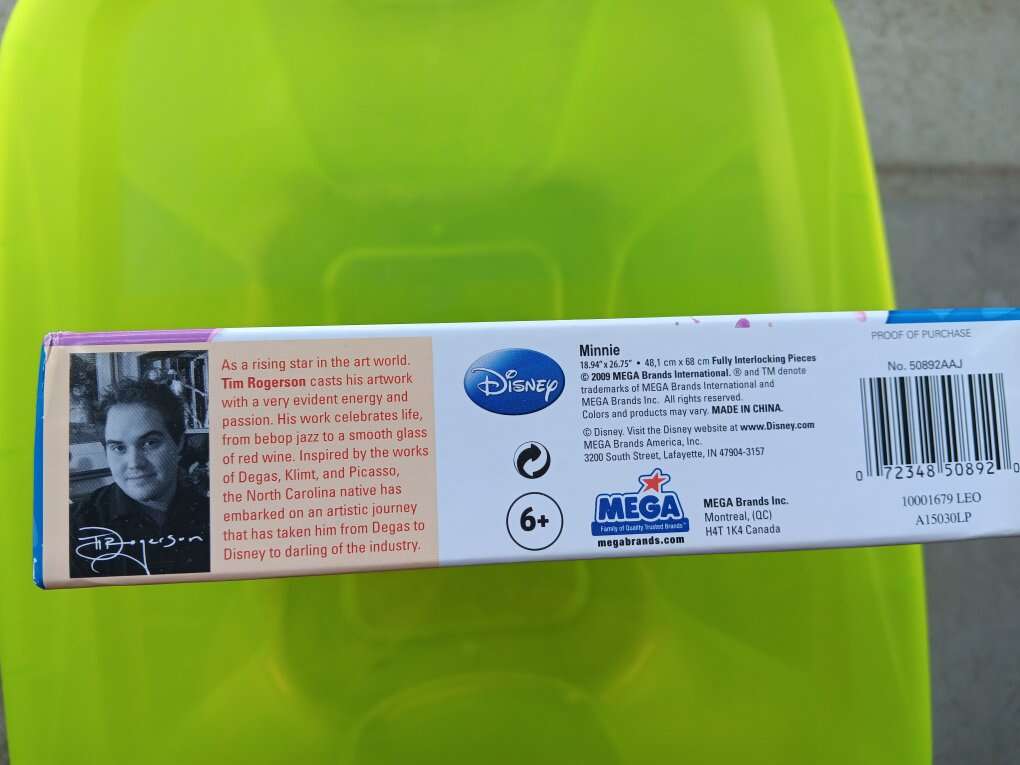 As a rising star in the art world.
Tim Rogerson casts his artwork
with a very evident energy and
passion. His work celebrates life,
from bebop jazz to a smooth glass
of red wine. Inspired by the works
of Degas, Klimt, and Picasso,
the North Carolina native has
embarked on an artistic journey
that has taken him from Degas to
Disney to darling of the industry.
Tim Rogerson
Disney
6+
Minnie
18.94" x 26.75" • 48,1 cm x 68 cm Fully Interlocking Pieces
© 2009 MEGA Brands International. ® and TM denote
trademarks of MEGA Brands International and
MEGA Brands Inc. All rights reserved.
Colors and products may vary. MADE IN CHINA.
© Disney. Visit the Disney website at www.Disney.com
MEGA Brands America, Inc.
3200 South Street, Lafayette, IN 47904-3157
MEGA
Family of Quality Trusted Brands™
megabrands.com
MEGA Brands Inc.
Montreal, (QC)
H4T 1K4 Canada
PROOF OF PURCHASE
No. 50892AAJ
0 72348 50892 0
10001679 LEO
A15030LP